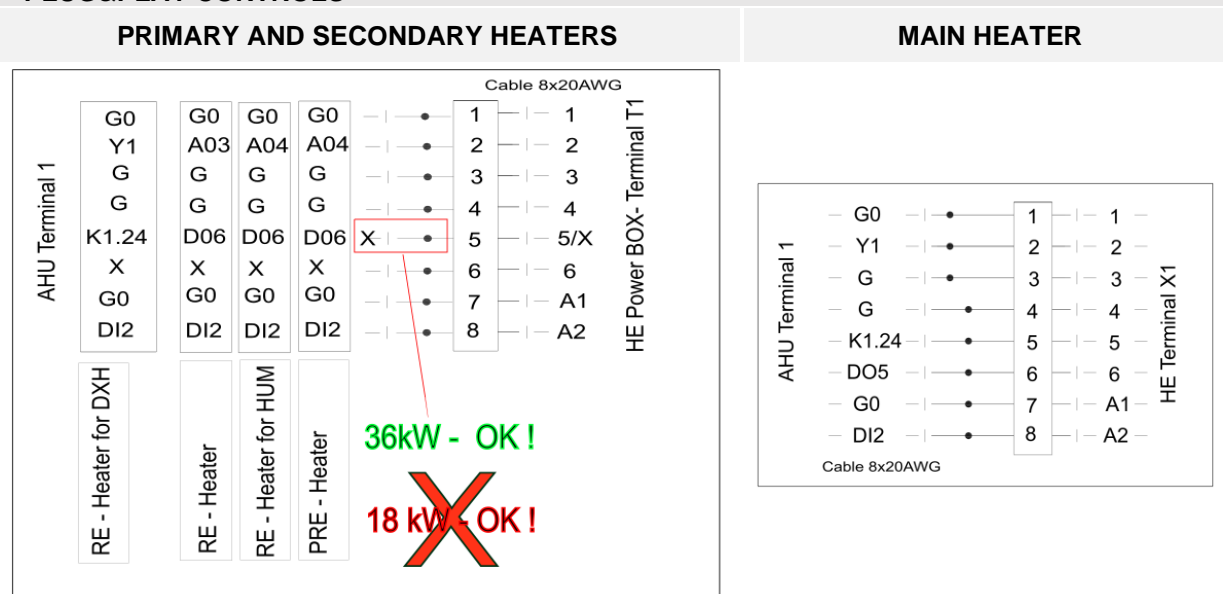 PRIMARY AND SECONDARY HEATERS
MAIN HEATER
Cable 8x20AWG
AHU Terminal 1
G0 G0 G0 G0 1 1
Y1 A03 A04 A04 2 2
G G G G 3 3
G G G G 4 4
K1.24 D06 D06 D06 X 5 5/X
X X X X 6 6
G0 G0 G0 G0 7 A1
DI2 DI2 DI2 DI2 8 A2
HE Power BOX- Terminal T1
RE - Heater for DXH
RE - Heater
RE - Heater for HUM
PRE - Heater
36kW - OK !
18 kW - OK !
AHU Terminal 1
G0 1 1
Y1 2 2
G 3 3
G 4 4
K1.24 5 5
DO5 6 6
G0 7 A1
DI2 8 A2
HE Terminal X1
Cable 8x20AWG